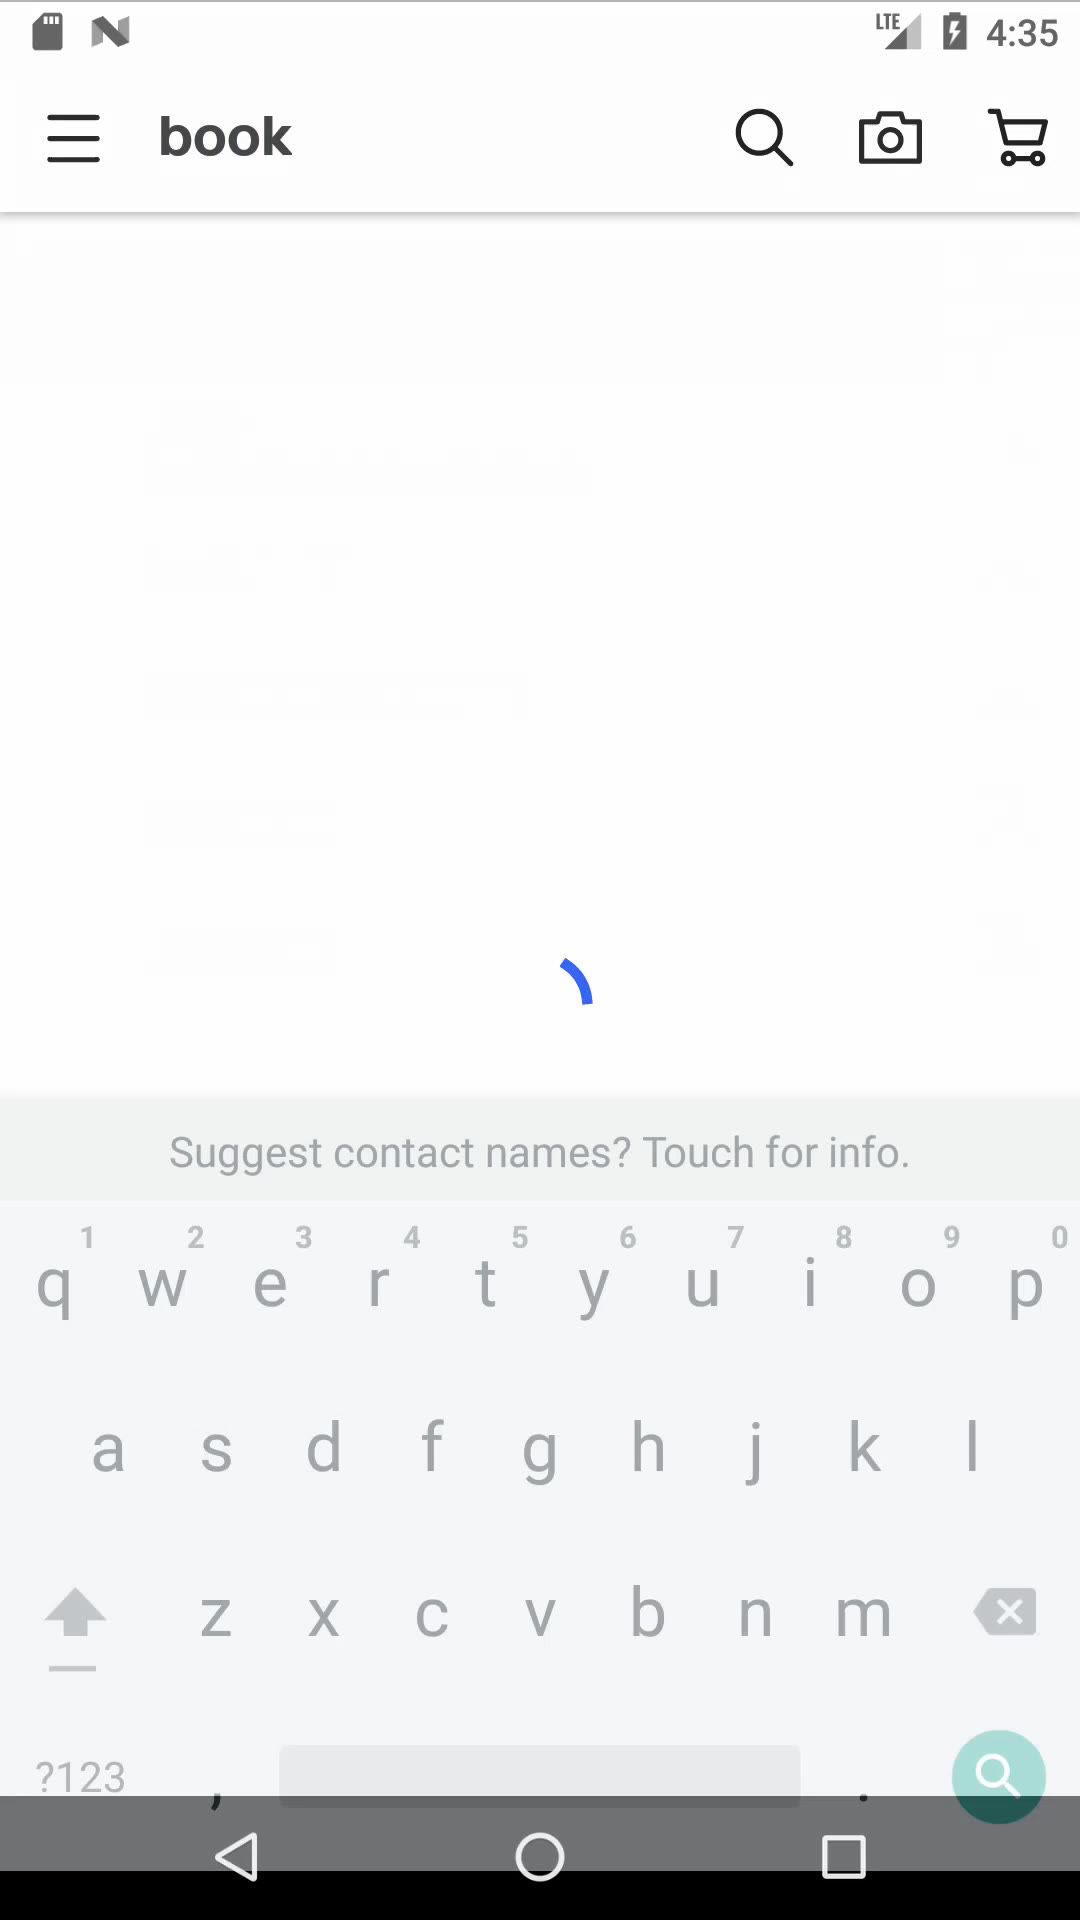 LTE 4:35
book
Suggest contact names? Touch for info.
1 2 3 4 5 6 7 8 9 0
q w e r t y u i o p
a s d f g h j k l
z x c v b n m
?123 , .